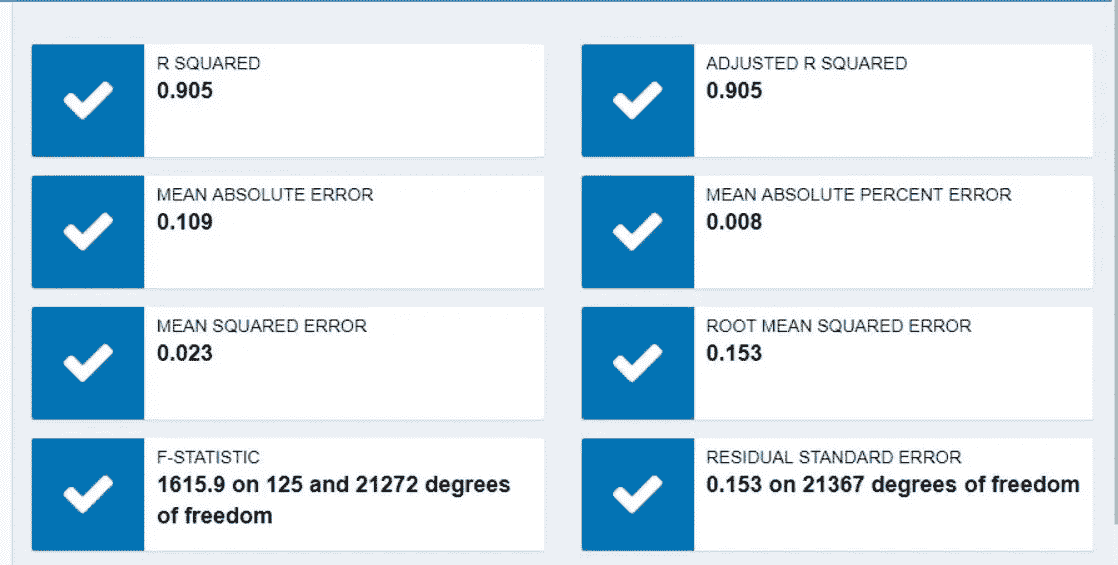 R SQUARED
0.905
ADJUSTED R SQUARED
0.905
MEAN ABSOLUTE ERROR
0.109
MEAN ABSOLUTE PERCENT ERROR
0.008
MEAN SQUARED ERROR
0.023
ROOT MEAN SQUARED ERROR
0.153
F-STATISTIC
1615.9 on 125 and 21272 degrees
of freedom
RESIDUAL STANDARD ERROR
0.153 on 21367 degrees of freedom